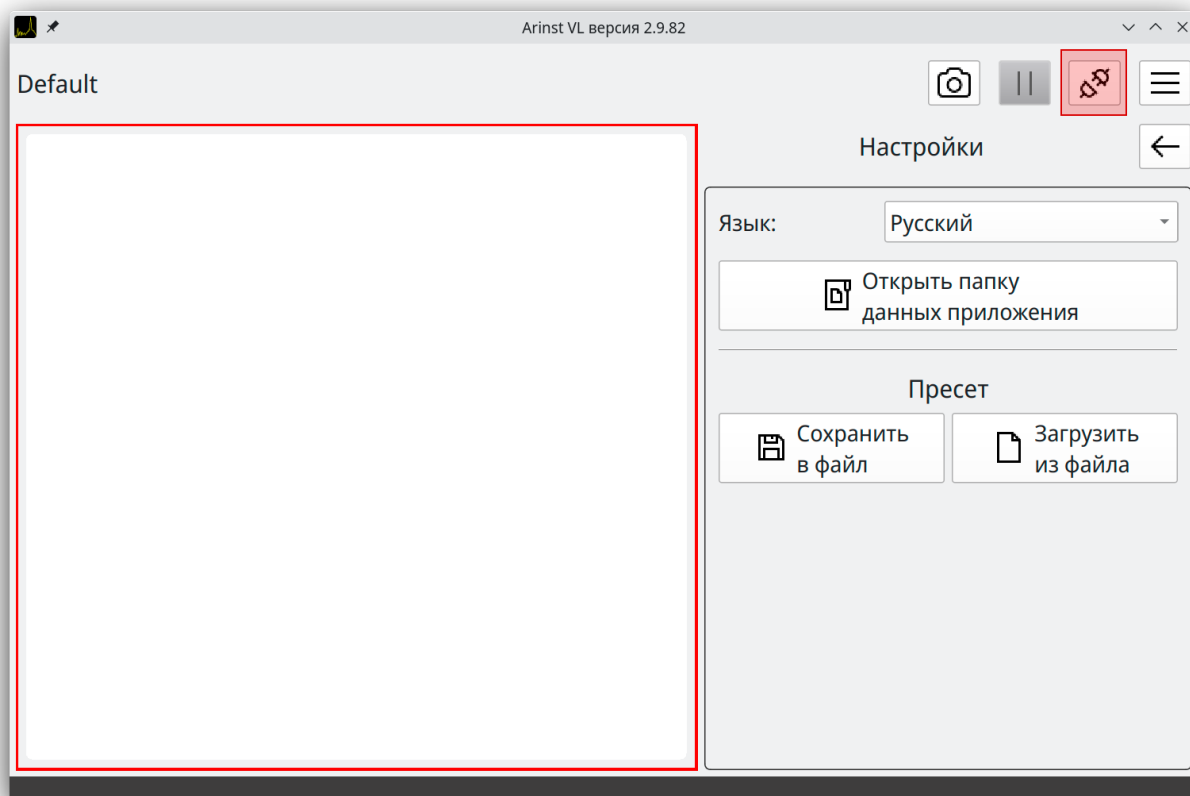 Arinst VL версия 2.9.82
Default
Настройки
Язык:
Русский
Открыть папку
данных приложения
Пресет
Сохранить
в файл
Загрузить
из файла